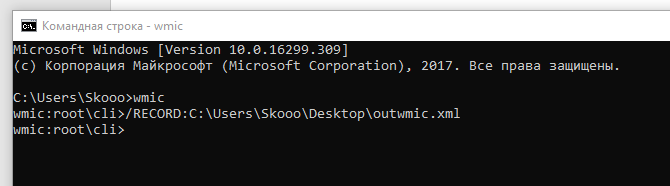 Командная строка - wmic
Microsoft Windows [Version 10.0.16299.309]
(c) Корпорация Майкрософт (Microsoft Corporation), 2017. Все права защищены.
C:\Users\Skooo>wmic
wmic:root\cli>/RECORD:C:\Users\Skooo\Desktop\outwmic.xml
wmic:root\cli>